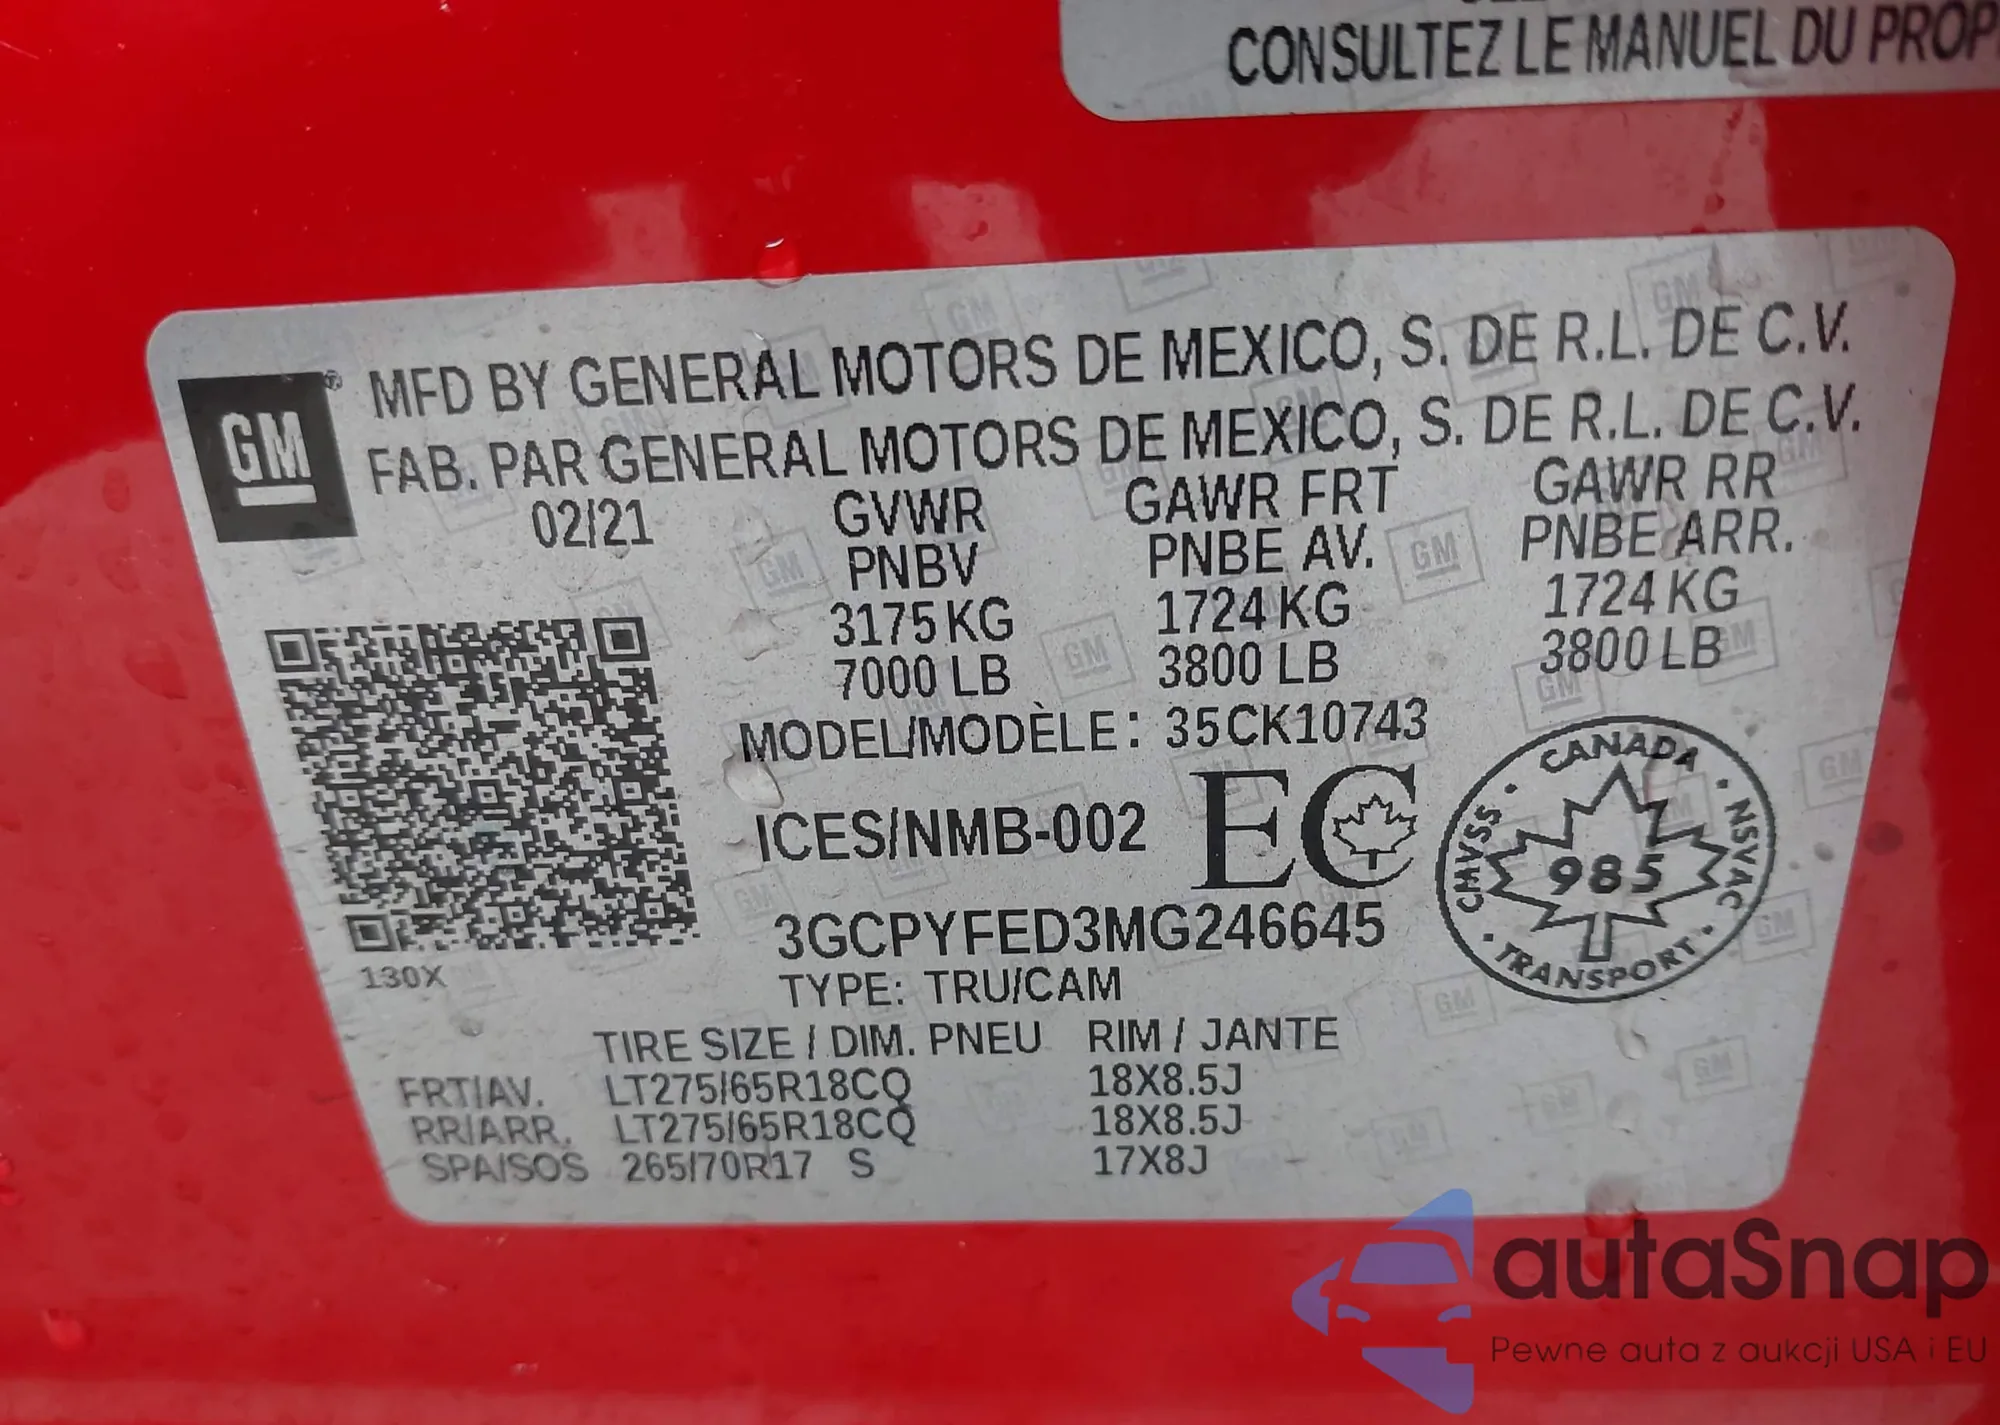 CONSULTEZ LE MANUEL DU PROP
GM® MFD BY GENERAL MOTORS DE MEXICO, S. DE R.L. DE C.V.
FAB. PAR GENERAL MOTORS DE MEXICO, S. DE R.L. DE C.V.
02/21 GVWR GAWR FRT GAWR RR
PNBV PNBE AV. PNBE ARR.
3175 KG 1724 KG 1724 KG
7000 LB 3800 LB 3800 LB
MODEL/MODÈLE: 35CK10743
ICES/NMB-002 EC
CANADA · NSVAC · TRANSPORT · CMVSS ·
985
3GCPYFED3MG246645
130X
TYPE: TRU/CAM
TIRE SIZE / DIM. PNEU RIM / JANTE
FRT/AV. LT275/65R18CQ 18X8.5J
RR/ARR. LT275/65R18CQ 18X8.5J
SPA/SOS 265/70R17 S 17X8J
autaSnap
Pewne auta z aukcji USA i EU